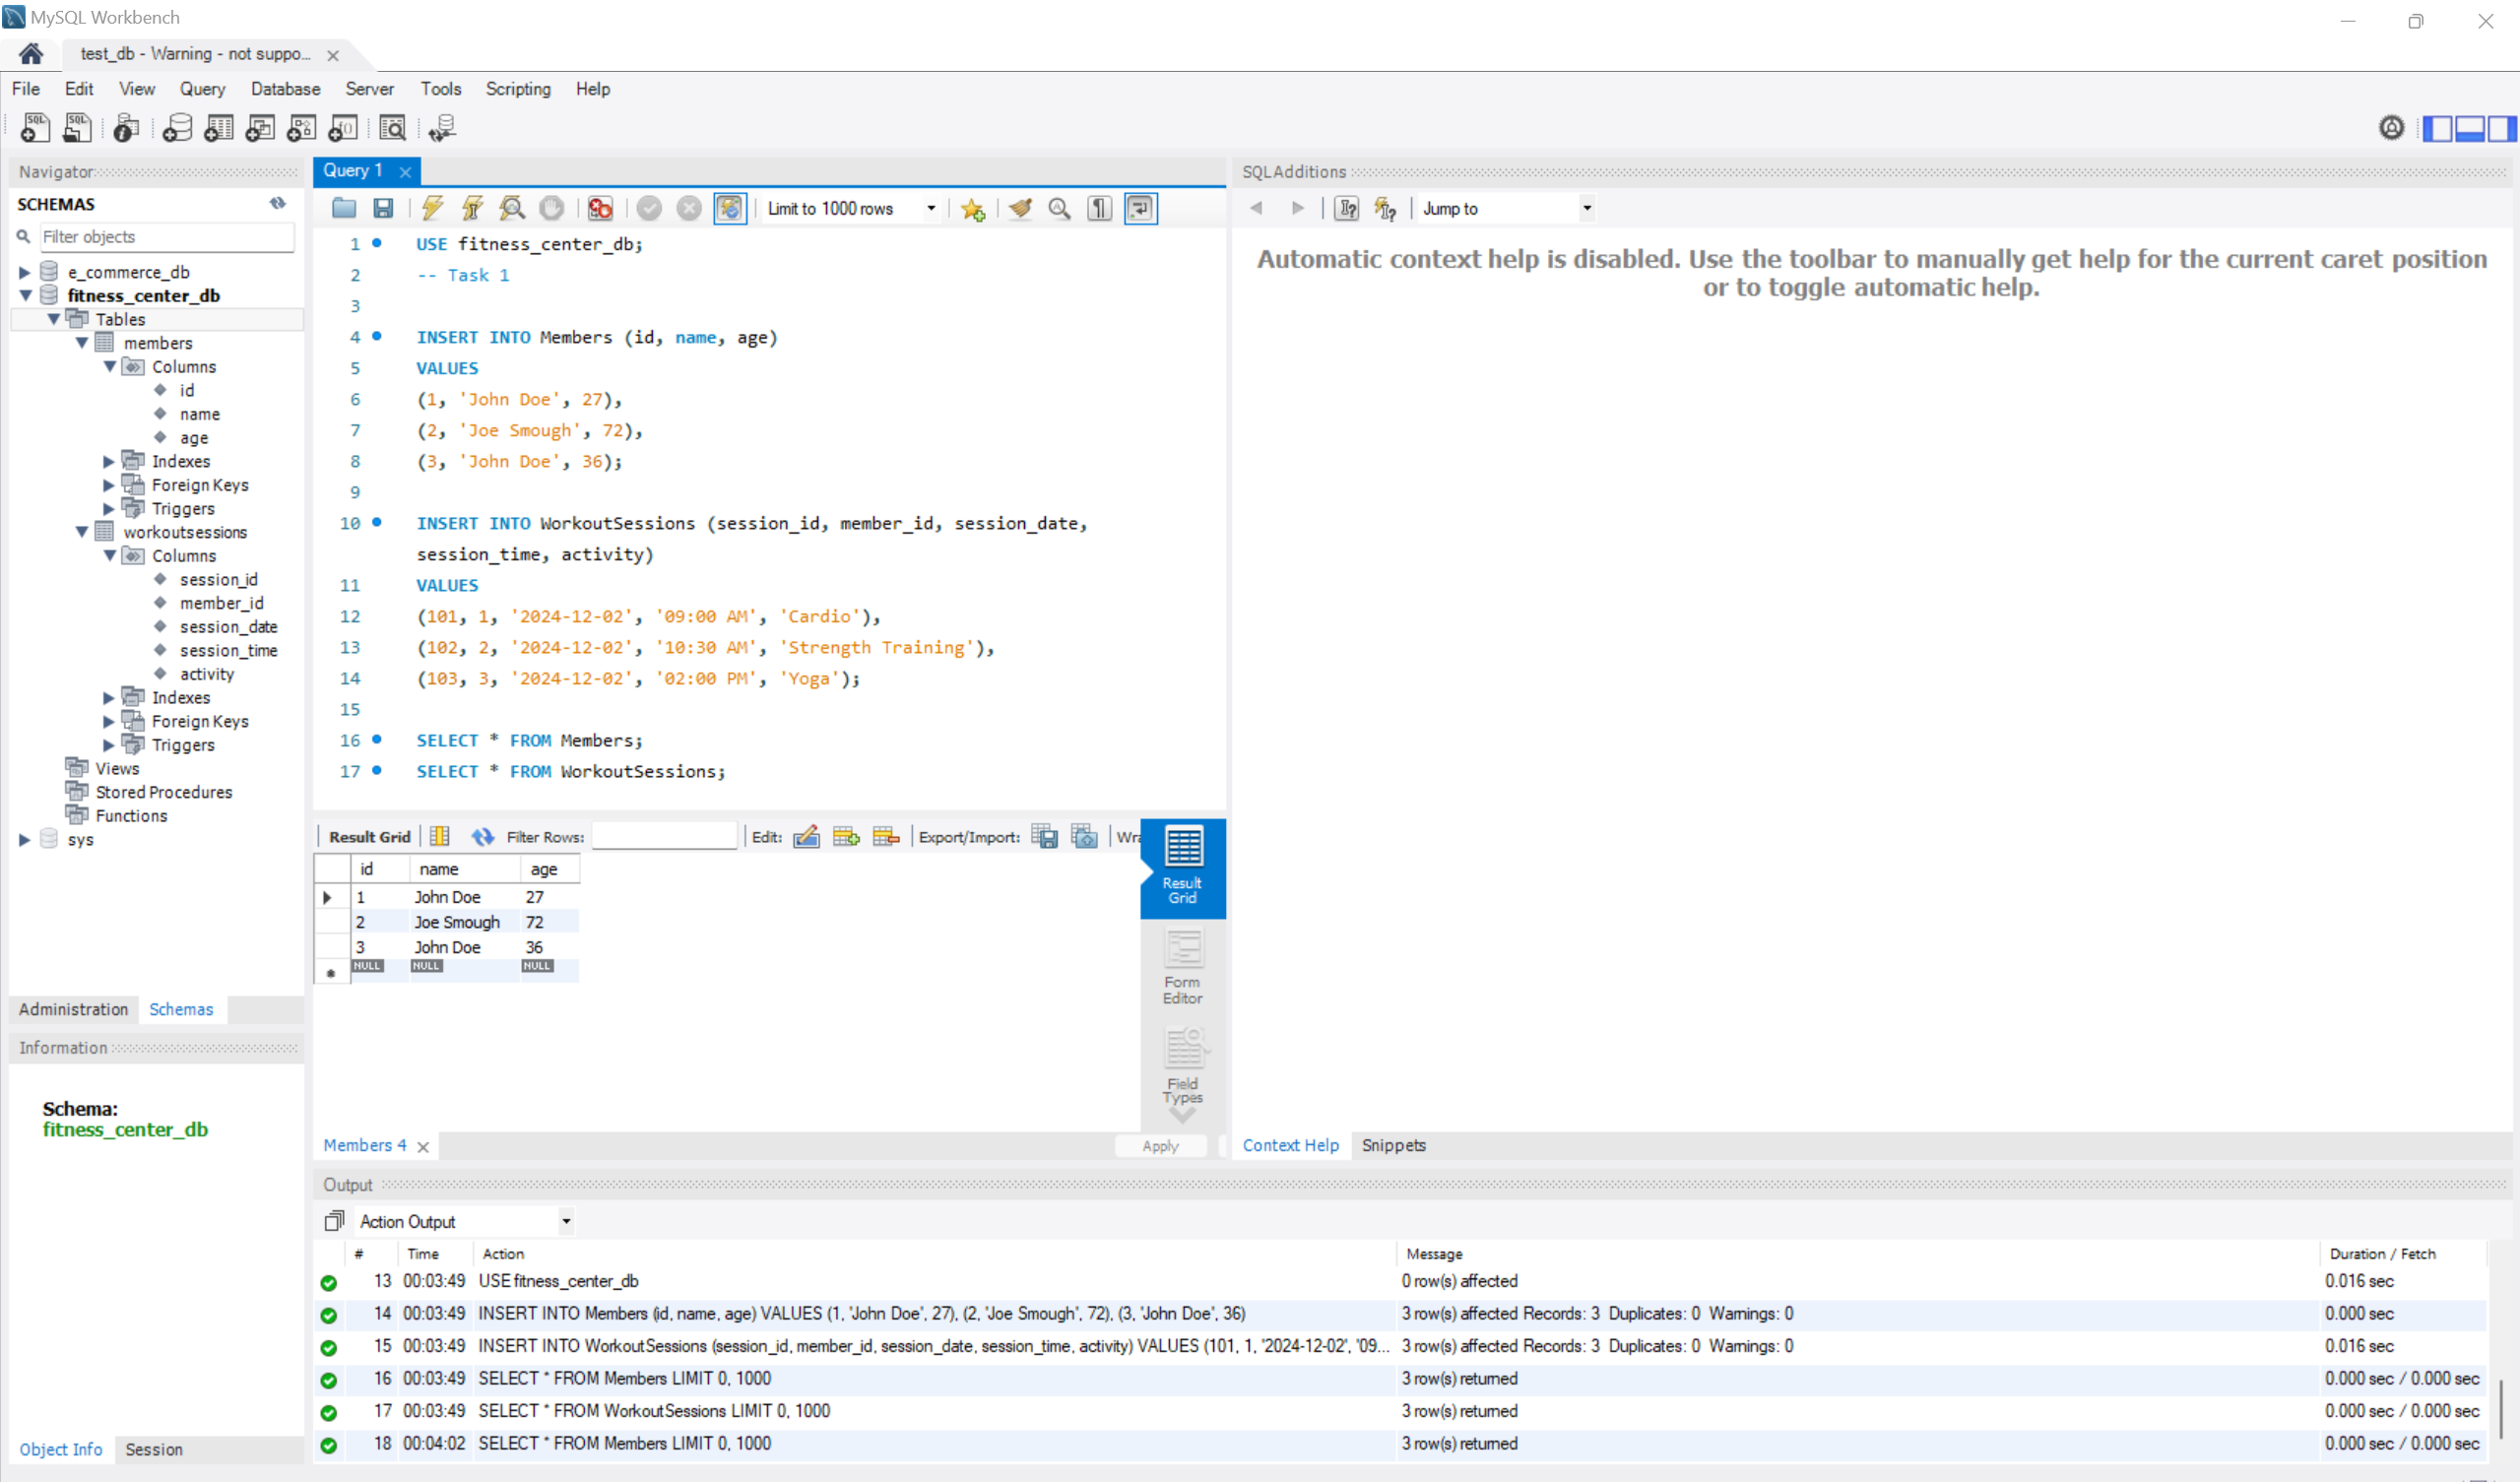 MySQL Workbench
test_db - Warning - not suppo...
File Edit View Query Database Server Tools Scripting Help
Navigator
SCHEMAS
Filter objects
e_commerce_db
fitness_center_db
Tables
members
Columns
id
name
age
Indexes
Foreign Keys
Triggers
workoutsessions
Columns
session_id
member_id
session_date
session_time
activity
Indexes
Foreign Keys
Triggers
Views
Stored Procedures
Functions
sys
Administration Schemas
Information
Schema:
fitness_center_db
Object Info Session
Query 1
Limit to 1000 rows
1 USE fitness_center_db;
2 -- Task 1
3
4 INSERT INTO Members (id, name, age)
5 VALUES
6 (1, 'John Doe', 27),
7 (2, 'Joe Smough', 72),
8 (3, 'John Doe', 36);
9
10 INSERT INTO WorkoutSessions (session_id, member_id, session_date,
session_time, activity)
11 VALUES
12 (101, 1, '2024-12-02', '09:00 AM', 'Cardio'),
13 (102, 2, '2024-12-02', '10:30 AM', 'Strength Training'),
14 (103, 3, '2024-12-02', '02:00 PM', 'Yoga');
15
16 SELECT * FROM Members;
17 SELECT * FROM WorkoutSessions;
Result Grid Filter Rows: Edit: Export/Import: Wra
id name age
1 John Doe 27
2 Joe Smough 72
3 John Doe 36
NULL NULL NULL
Result
Grid
Form
Editor
Field
Types
Members 4 Apply
SQLAdditions
Jump to
Automatic context help is disabled. Use the toolbar to manually get help for the current caret position
or to toggle automatic help.
Context Help Snippets
Output
Action Output
# Time Action Message Duration / Fetch
13 00:03:49 USE fitness_center_db 0 row(s) affected 0.016 sec
14 00:03:49 INSERT INTO Members (id, name, age) VALUES (1, 'John Doe', 27), (2, 'Joe Smough', 72), (3, 'John Doe', 36) 3 row(s) affected Records: 3 Duplicates: 0 Warnings: 0 0.000 sec
15 00:03:49 INSERT INTO WorkoutSessions (session_id, member_id, session_date, session_time, activity) VALUES (101, 1, '2024-12-02', '09... 3 row(s) affected Records: 3 Duplicates: 0 Warnings: 0 0.016 sec
16 00:03:49 SELECT * FROM Members LIMIT 0, 1000 3 row(s) returned 0.000 sec / 0.000 sec
17 00:03:49 SELECT * FROM WorkoutSessions LIMIT 0, 1000 3 row(s) returned 0.000 sec / 0.000 sec
18 00:04:02 SELECT * FROM Members LIMIT 0, 1000 3 row(s) returned 0.000 sec / 0.000 sec